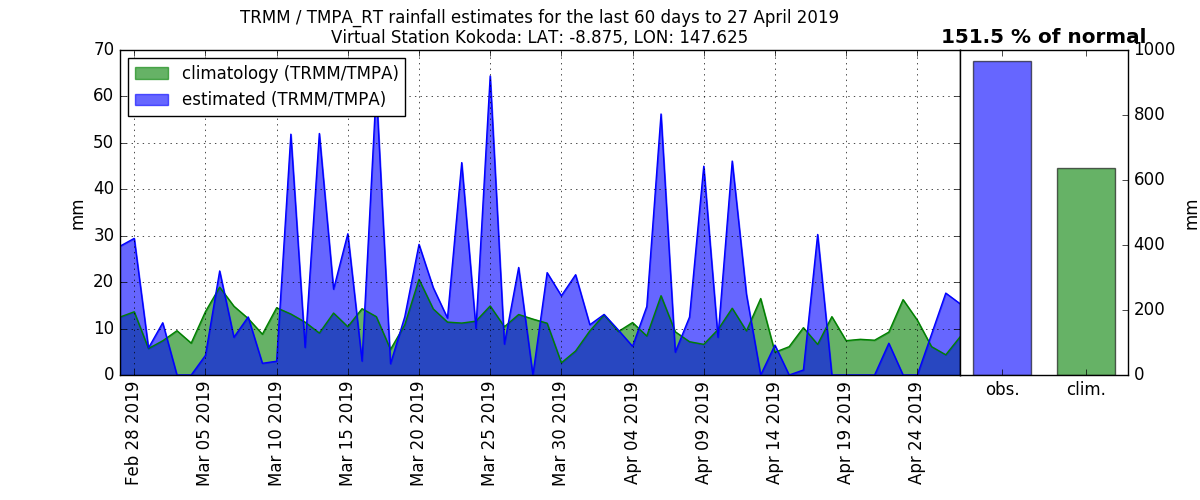 TRMM / TMPA_RT rainfall estimates for the last 60 days to 27 April 2019
Virtual Station Kokoda: LAT: -8.875, LON: 147.625
151.5 % of normal
climatology (TRMM/TMPA)
estimated (TRMM/TMPA)
70
60
50
40
30
20
10
0
mm
Feb 28 2019
Mar 05 2019
Mar 10 2019
Mar 15 2019
Mar 20 2019
Mar 25 2019
Mar 30 2019
Apr 04 2019
Apr 09 2019
Apr 14 2019
Apr 19 2019
Apr 24 2019
1000
800
600
400
200
0
mm
obs.
clim.